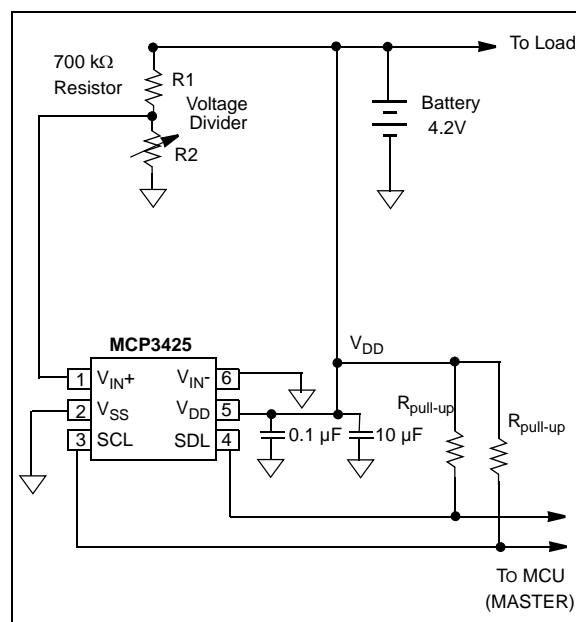 To Load
700 kΩ
Resistor
R1
Voltage
Divider
R2
Battery
4.2V
MCP3425
VDD
1 VIN+
VIN- 6
2 VSS
VDD 5
3 SCL
SDL 4
0.1 µF
10 µF
Rpull-up
Rpull-up
TO MCU
(MASTER)